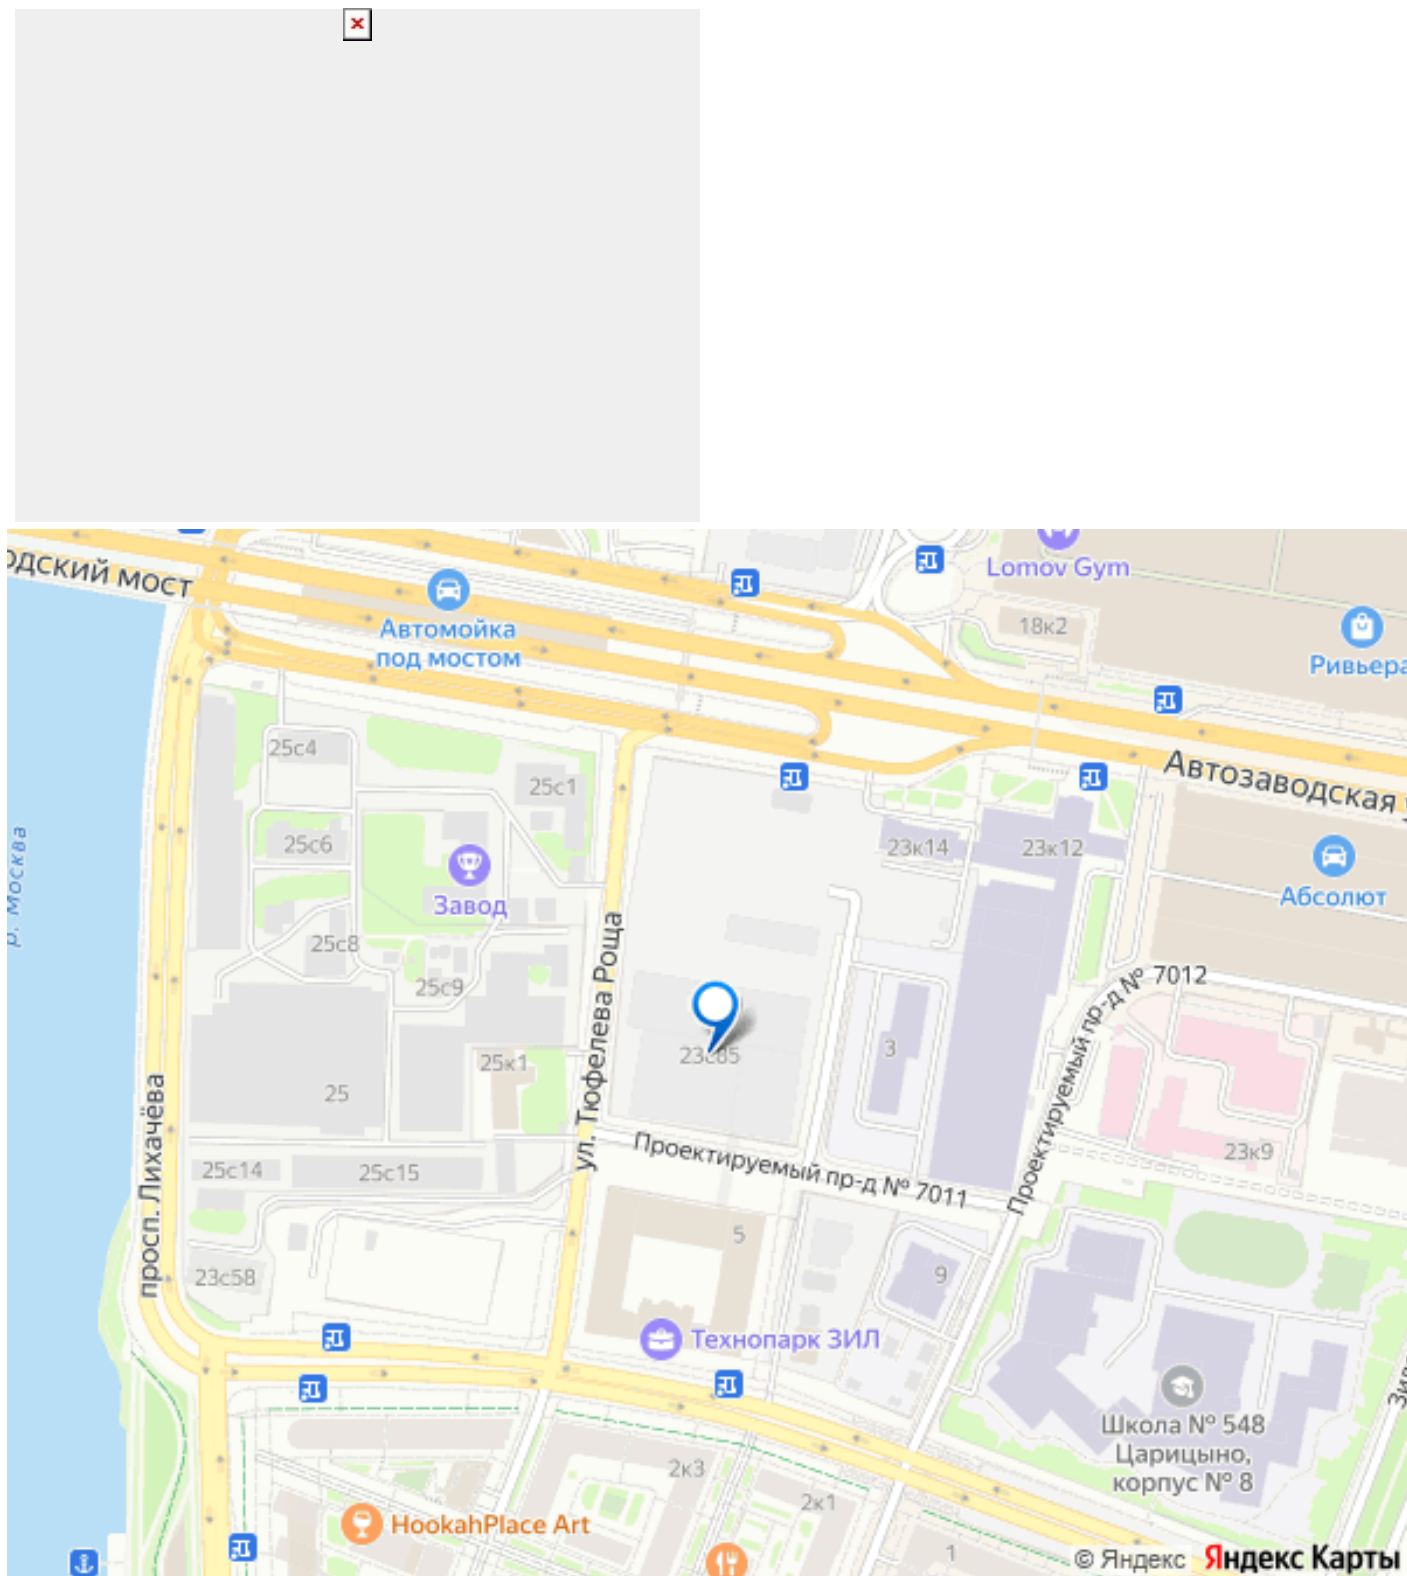 одский мост
Lomov Gym
Автомойка
под мостом
18к2
Ривьера
25с4
25с1
Автозаводская у
25с6
23к14
23к12
Абсолют
Завод
р. Москва
25с8
25с9
ул. Тюфелева Роща
Проектируемый пр-д № 7012
23с85
3
25к1
25
просп. Лихачёва
Проектируемый пр-д № 7011
23к9
25с14
25с15
5
23с58
9
Технопарк ЗИЛ
Школа № 548
Царицыно,
корпус № 8
Зил
2к3
2к1
HookahPlace Art
1
© Яндекс Яндекс Карты